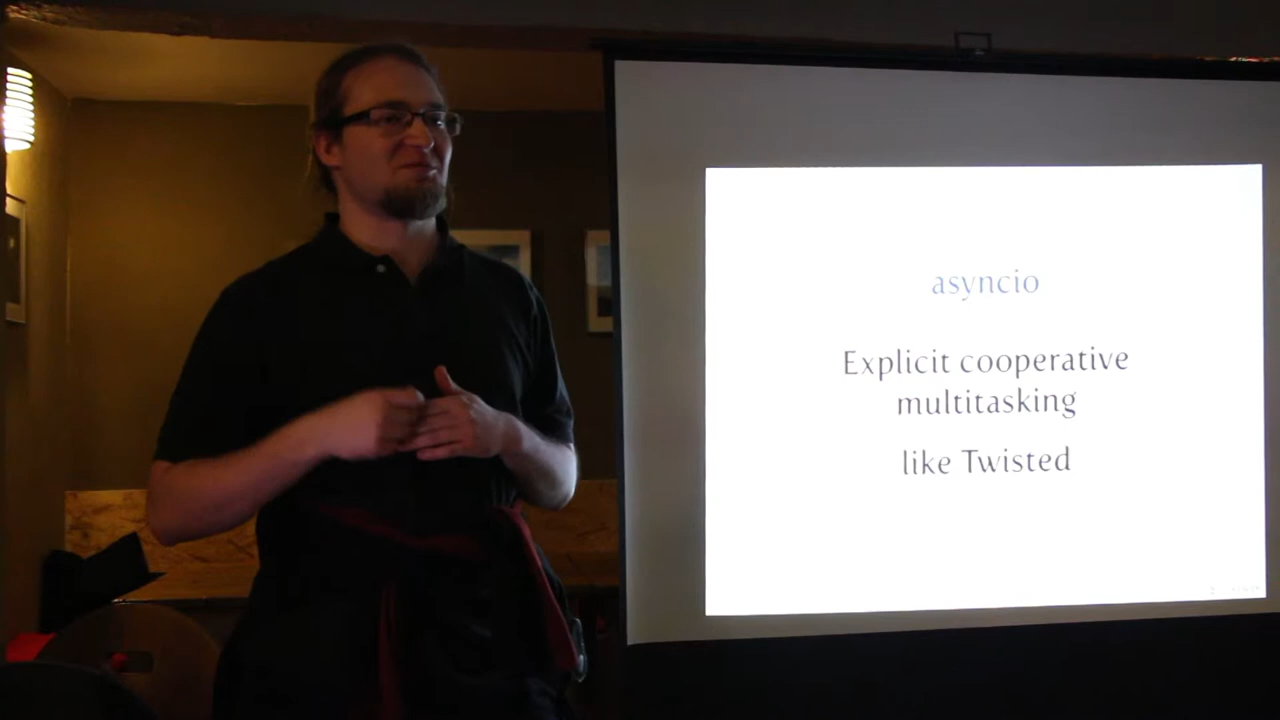 asyncio
Explicit cooperative
multitasking
like Twisted